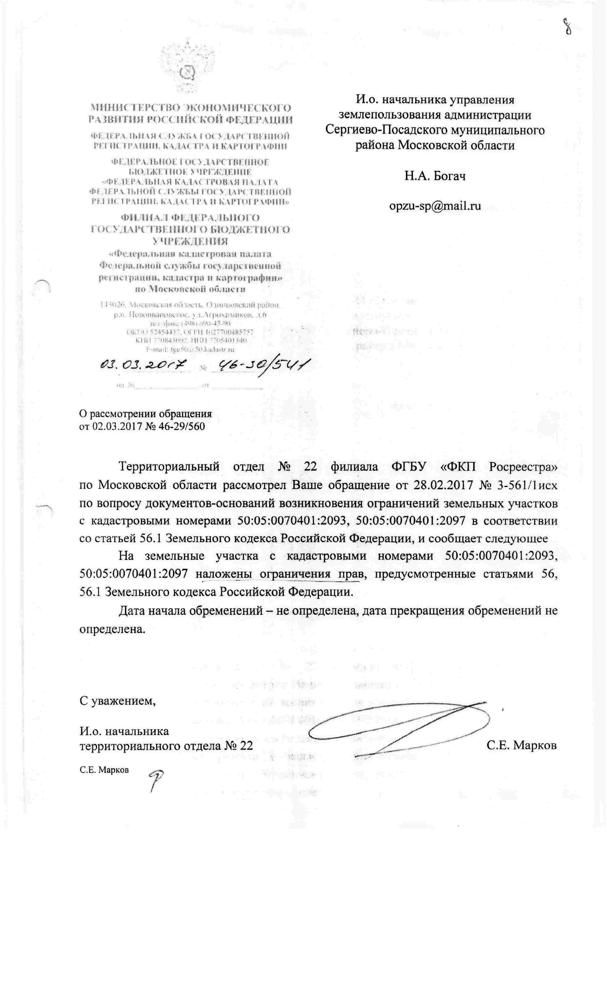 8
МИНИСТЕРСТВО ЭКОНОМИЧЕСКОГО
РАЗВИТИЯ РОССИЙСКОЙ ФЕДЕРАЦИИ
ФЕДЕРАЛЬНАЯ СЛУЖБА ГОСУДАРСТВЕННОЙ
РЕГИСТРАЦИИ, КАДАСТРА И КАРТОГРАФИИ
ФЕДЕРАЛЬНОЕ ГОСУДАРСТВЕННОЕ
БЮДЖЕТНОЕ УЧРЕЖДЕНИЕ
«ФЕДЕРАЛЬНАЯ КАДАСТРОВАЯ ПАЛАТА
ФЕДЕРАЛЬНОЙ СЛУЖБЫ ГОСУДАРСТВЕННОЙ
РЕГИСТРАЦИИ, КАДАСТРА И КАРТОГРАФИИ»
ФИЛИАЛ ФЕДЕРАЛЬНОГО
ГОСУДАРСТВЕННОГО БЮДЖЕТНОГО
УЧРЕЖДЕНИЯ
«Федеральная кадастровая палата
Федеральной службы государственной
регистрации, кадастра и картографии»
по Московской области
143026, Московская область, Одинцовский район,
р.п. Новоивановское, ул.Агрохимиков, д.6
тел/факс (498) 690-43-90
ОКПО 52454437, ОГРН 1027700485757
ИНН 7705401340
E-mail:
03.03.2017 № 46-30/541
на № от
И.о. начальника управления
землепользования администрации
Сергиево-Посадского муниципального
района Московской области
Н.А. Богач
opzu-sp@mail.ru
О рассмотрении обращения
от 02.03.2017 № 46-29/560
Территориальный отдел № 22 филиала ФГБУ «ФКП Росреестра»
по Московской области рассмотрел Ваше обращение от 28.02.2017 № 3-561/1исх
по вопросу документов-оснований возникновения ограничений земельных участков
с кадастровыми номерами 50:05:0070401:2093, 50:05:0070401:2097 в соответствии
со статьей 56.1 Земельного кодекса Российской Федерации, и сообщает следующее
На земельные участка с кадастровыми номерами 50:05:0070401:2093,
50:05:0070401:2097 наложены ограничения прав, предусмотренные статьями 56,
56.1 Земельного кодекса Российской Федерации.
Дата начала обременений – не определена, дата прекращения обременений не
определена.
С уважением,
И.о. начальника
территориального отдела № 22
С.Е. Марков
С.Е. Марков